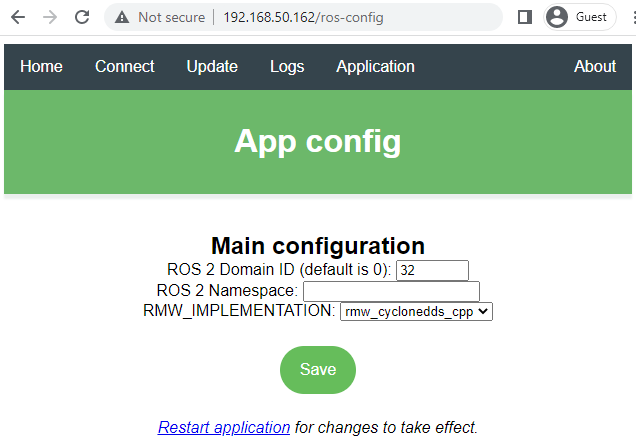 Not secure 192.168.50.162/ros-config Guest
Home Connect Update Logs Application About
App config
Main configuration
ROS 2 Domain ID (default is 0): 32
ROS 2 Namespace:
RMW_IMPLEMENTATION: rmw_cyclonedds_cpp
Save
Restart application for changes to take effect.